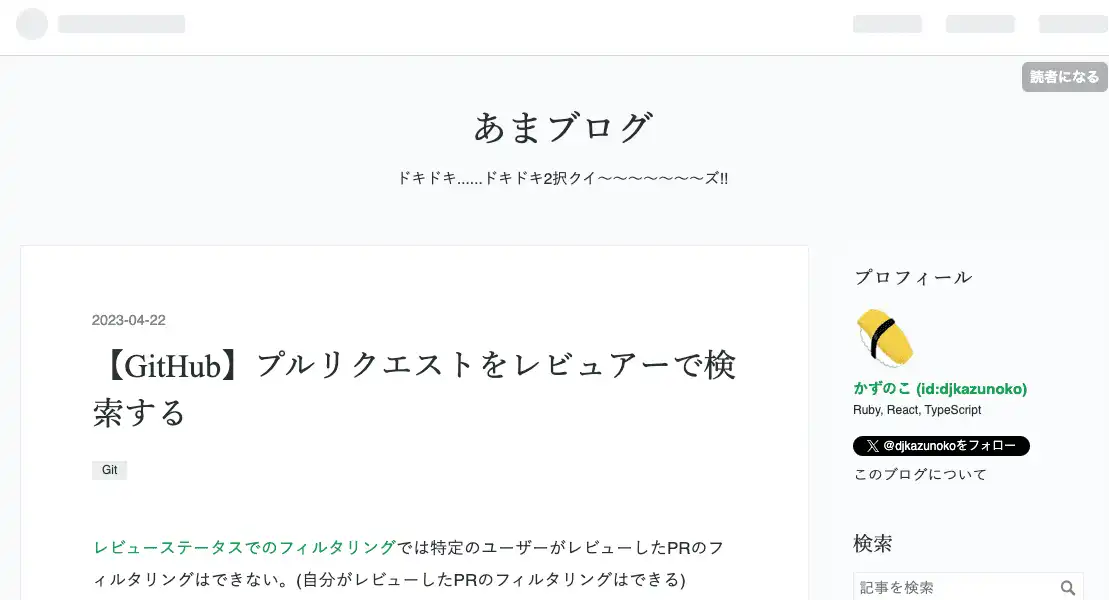 読者になる
あまブログ
ドキドキ......ドキドキ2択クイ〜〜〜〜〜〜〜ズ!!
2023-04-22
【GitHub】プルリクエストをレビュアーで検
索する
Git
レビューステータスでのフィルタリングでは特定のユーザーがレビューしたPRのフ
ィルタリングはできない。(自分がレビューしたPRのフィルタリングはできる)
プロフィール
かずのこ (id:djkazunoko)
Ruby, React, TypeScript
X @djkazunokoをフォロー
このブログについて
検索
記事を検索